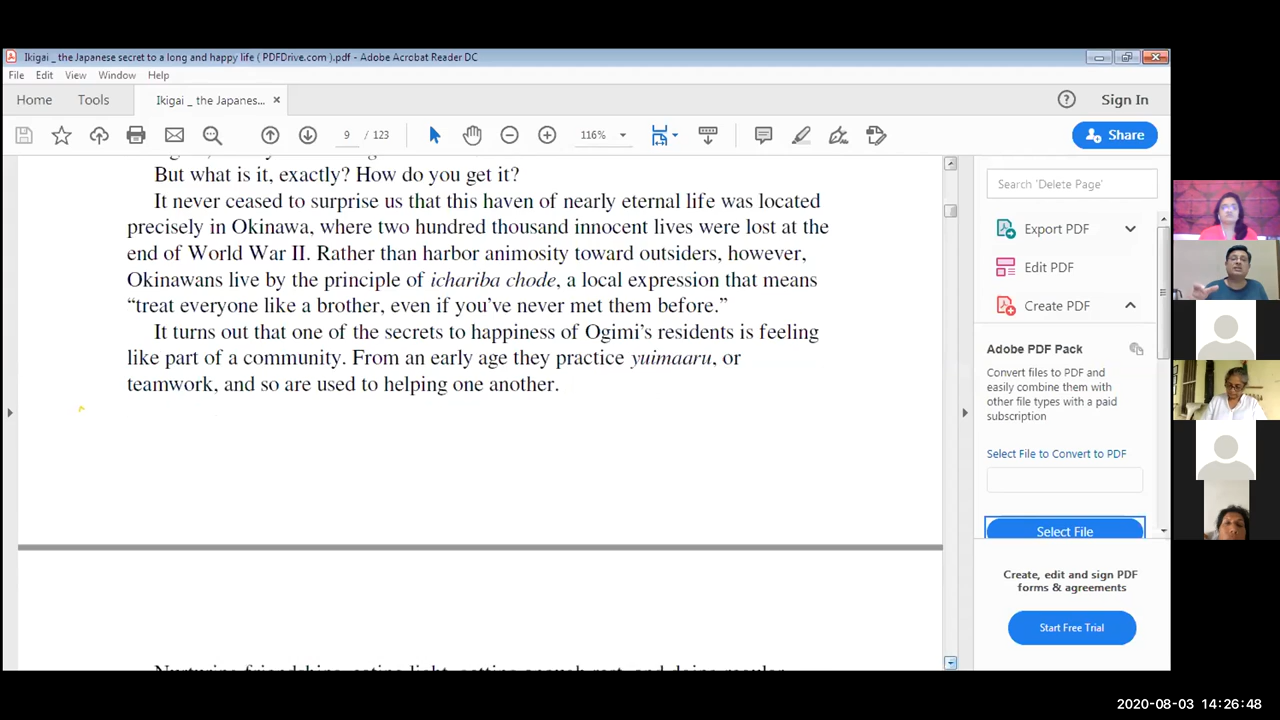 Ikigai _ the Japanese secret to a long and happy life ( PDFDrive.com ).pdf - Adobe Acrobat Reader DC
File Edit View Window Help
Home Tools Ikigai _ the Japanes... × Sign In
9 / 123 116% Share
But what is it, exactly? How do you get it?
It never ceased to surprise us that this haven of nearly eternal life was located
precisely in Okinawa, where two hundred thousand innocent lives were lost at the
end of World War II. Rather than harbor animosity toward outsiders, however,
Okinawans live by the principle of ichariba chode, a local expression that means
“treat everyone like a brother, even if you’ve never met them before.”
It turns out that one of the secrets to happiness of Ogimi’s residents is feeling
like part of a community. From an early age they practice yuimaaru, or
teamwork, and so are used to helping one another.
Nurturing friendships, eating light, getting enough rest, and doing regular
Search 'Delete Page'
Export PDF
Edit PDF
Create PDF
Adobe PDF Pack
Convert files to PDF and
easily combine them with
other file types with a paid
subscription
Select File to Convert to PDF
Select File
Create, edit and sign PDF
forms & agreements
Start Free Trial
2020-08-03 14:26:48